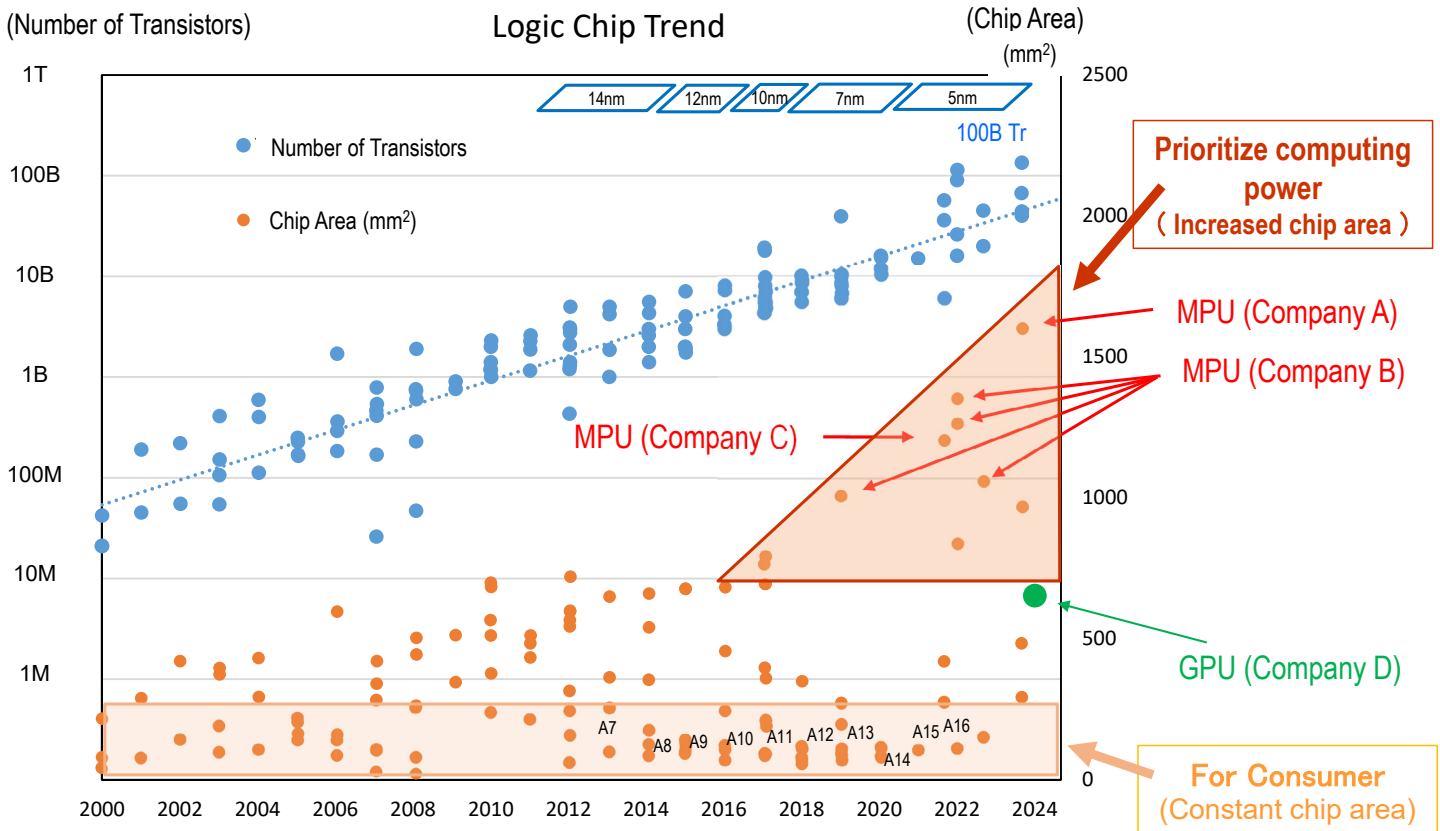 (Number of Transistors)
Logic Chip Trend
(Chip Area)
(mm²)
1T
100B
10B
1B
100M
10M
1M
2500
2000
1500
1000
500
0
14nm
12nm
10nm
7nm
5nm
100B Tr
Number of Transistors
Chip Area (mm²)
Prioritize computing
power
（ Increased chip area ）
MPU (Company A)
MPU (Company B)
MPU (Company C)
GPU (Company D)
A7
A8
A9
A10
A11
A12
A13
A14
A15
A16
For Consumer
(Constant chip area)
2000
2002
2004
2006
2008
2010
2012
2014
2016
2018
2020
2022
2024